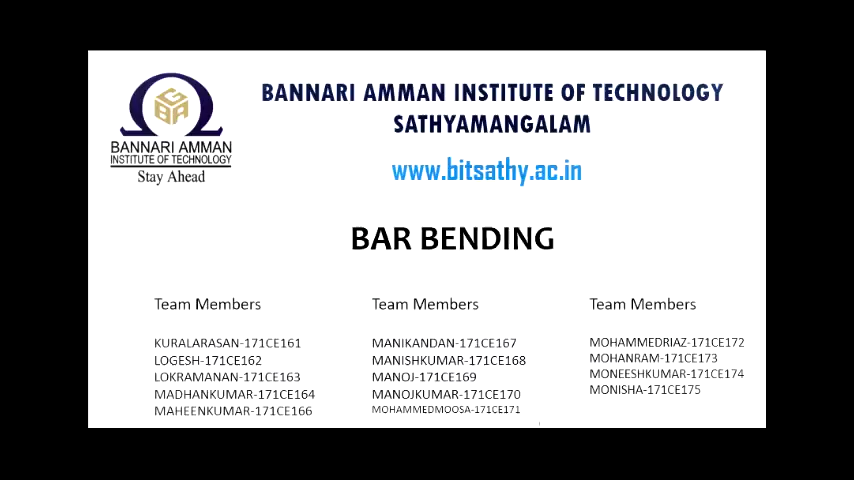 GBA
BANNARI AMMAN
INSTITUTE OF TECHNOLOGY
Stay Ahead
BANNARI AMMAN INSTITUTE OF TECHNOLOGY
SATHYAMANGALAM
www.bitsathy.ac.in
BAR BENDING
Team Members
KURALARASAN-171CE161
LOGESH-171CE162
LOKRAMANAN-171CE163
MADHANKUMAR-171CE164
MAHEENKUMAR-171CE166
Team Members
MANIKANDAN-171CE167
MANISHKUMAR-171CE168
MANOJ-171CE169
MANOJKUMAR-171CE170
MOHAMMEDMOOSA-171CE171
Team Members
MOHAMMEDRIAZ-171CE172
MOHANRAM-171CE173
MONEESHKUMAR-171CE174
MONISHA-171CE175